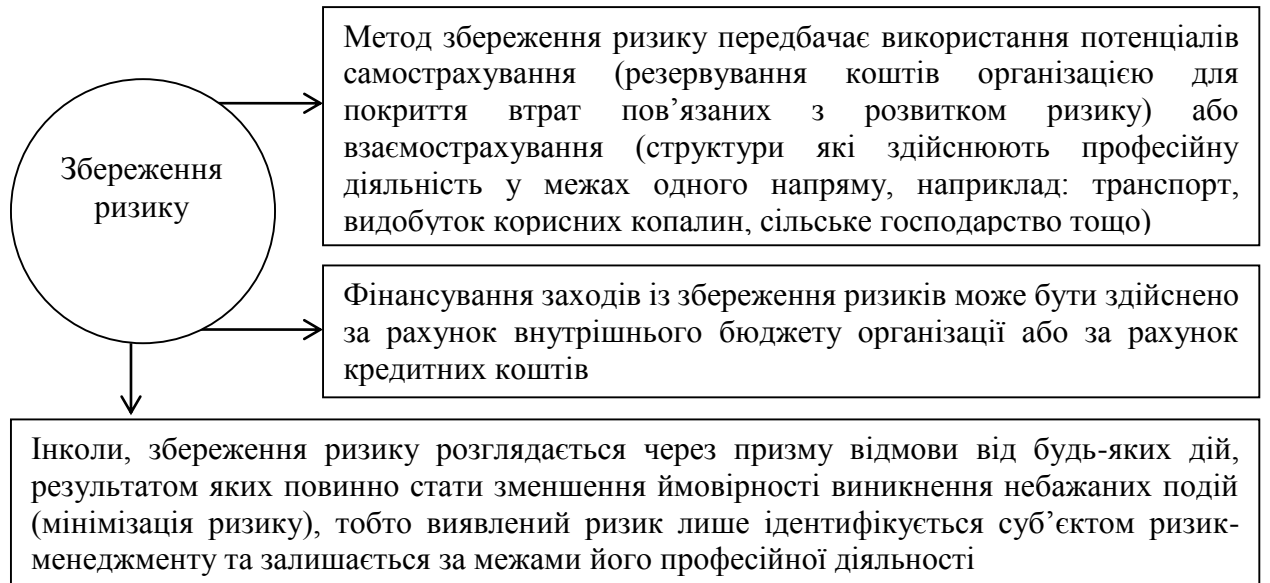 Збереження
ризику
Метод збереження ризику передбачає використання потенціалів
самострахування (резервування коштів організацією для
покриття втрат пов’язаних з розвитком ризику) або
взаємострахування (структури які здійснюють професійну
діяльність у межах одного напряму, наприклад: транспорт,
видобуток корисних копалин, сільське господарство тощо)
Фінансування заходів із збереження ризиків може бути здійснено
за рахунок внутрішнього бюджету організації або за рахунок
кредитних коштів
Інколи, збереження ризику розглядається через призму відмови від будь-яких дій,
результатом яких повинно стати зменшення ймовірності виникнення небажаних подій
(мінімізація ризику), тобто виявлений ризик лише ідентифікується суб’єктом ризик-
менеджменту та залишається за межами його професійної діяльності